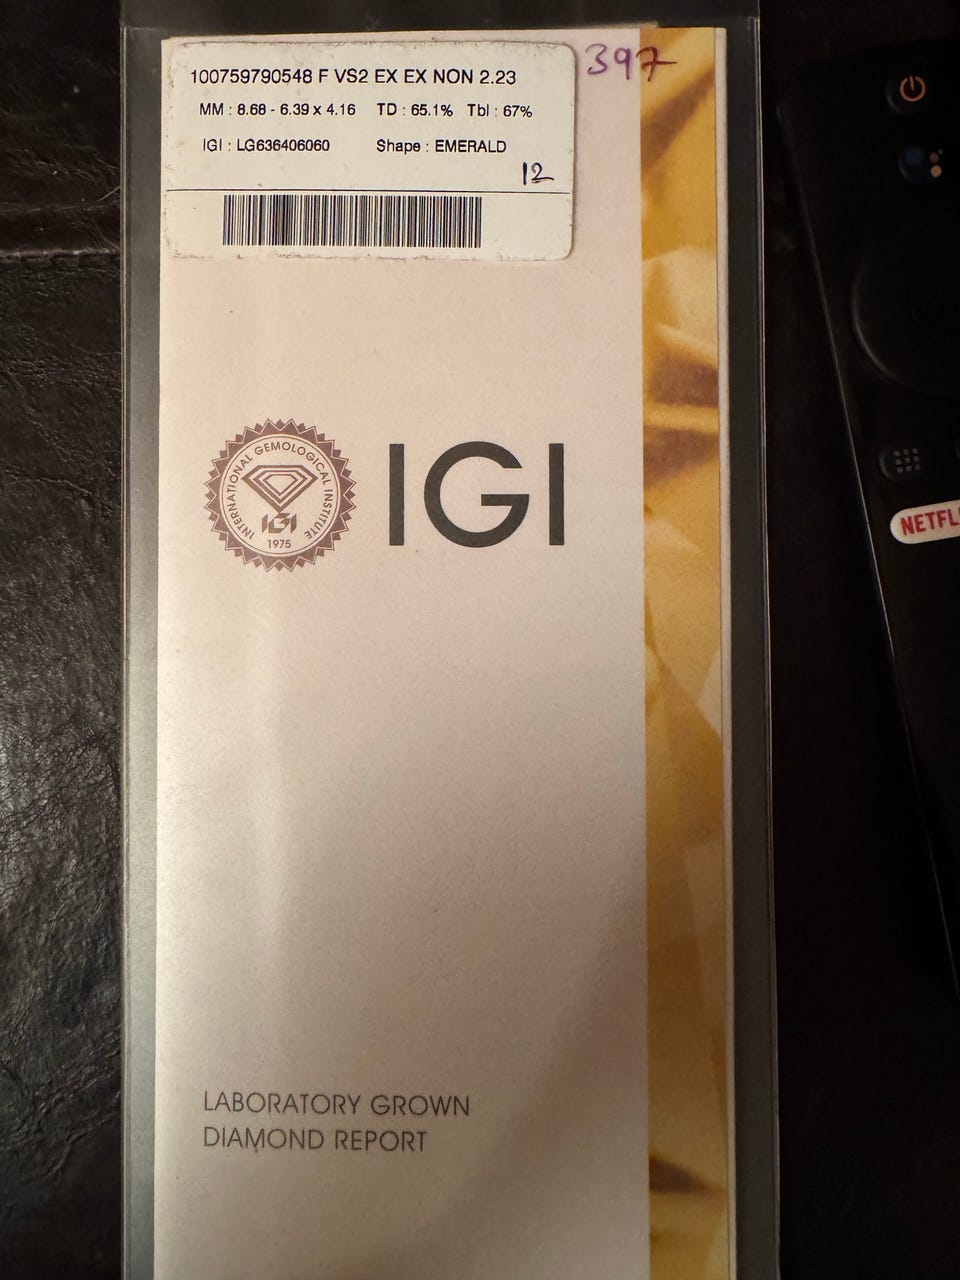 397
100759790548 F VS2 EX EX NON 2.23
MM : 8.68 - 6.39 x 4.16 TD : 65.1% Tbl : 67%
IGI : LG636406060 Shape : EMERALD
12
INTERNATIONAL GEMOLOGICAL INSTITUTE
IGI
1975
IGI
NETFL
LABORATORY GROWN
DIAMOND REPORT